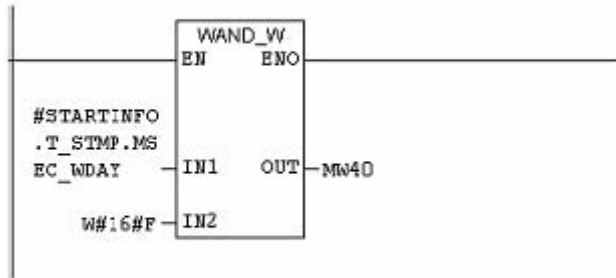 WAND_W
EN ENO
#STARTINFO
.T_STMP.MS
EC_WDAY IN1 OUT MW40
W#16#F IN2